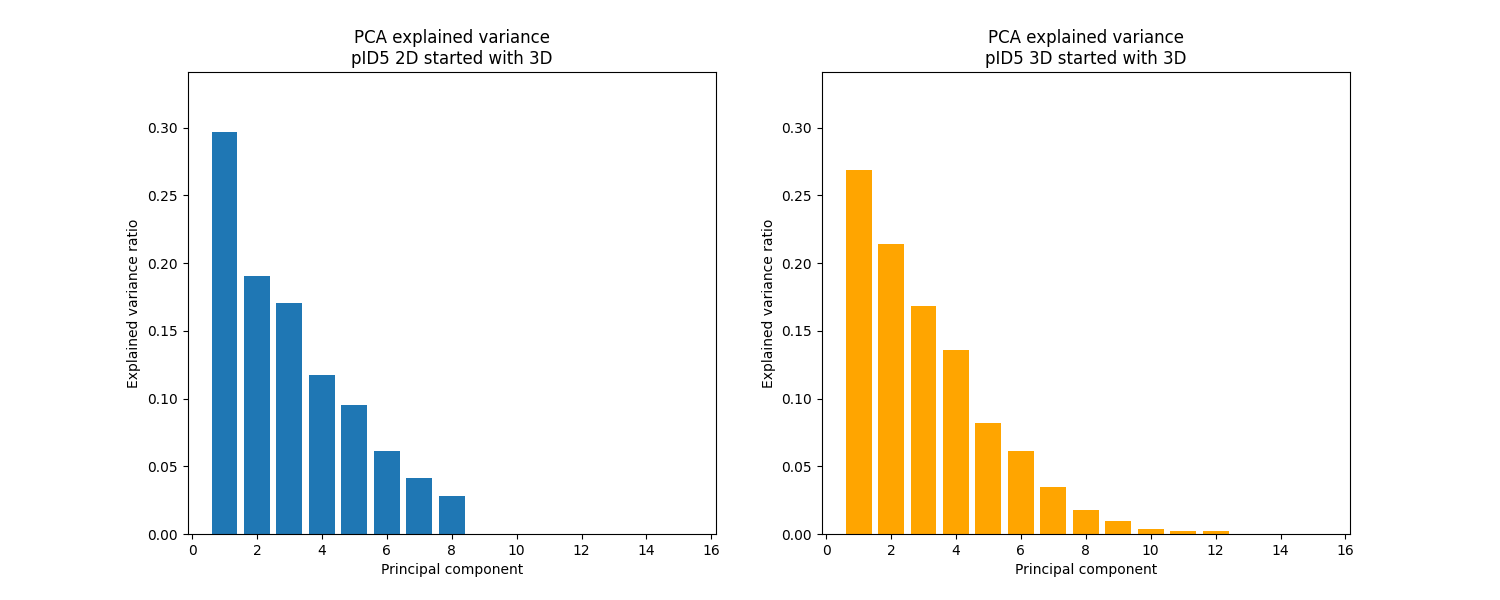 PCA explained variance
pID5 2D started with 3D
Explained variance ratio
0.30
0.25
0.20
0.15
0.10
0.05
0.00
0 2 4 6 8 10 12 14 16
Principal component
PCA explained variance
pID5 3D started with 3D
Explained variance ratio
0.30
0.25
0.20
0.15
0.10
0.05
0.00
0 2 4 6 8 10 12 14 16
Principal component